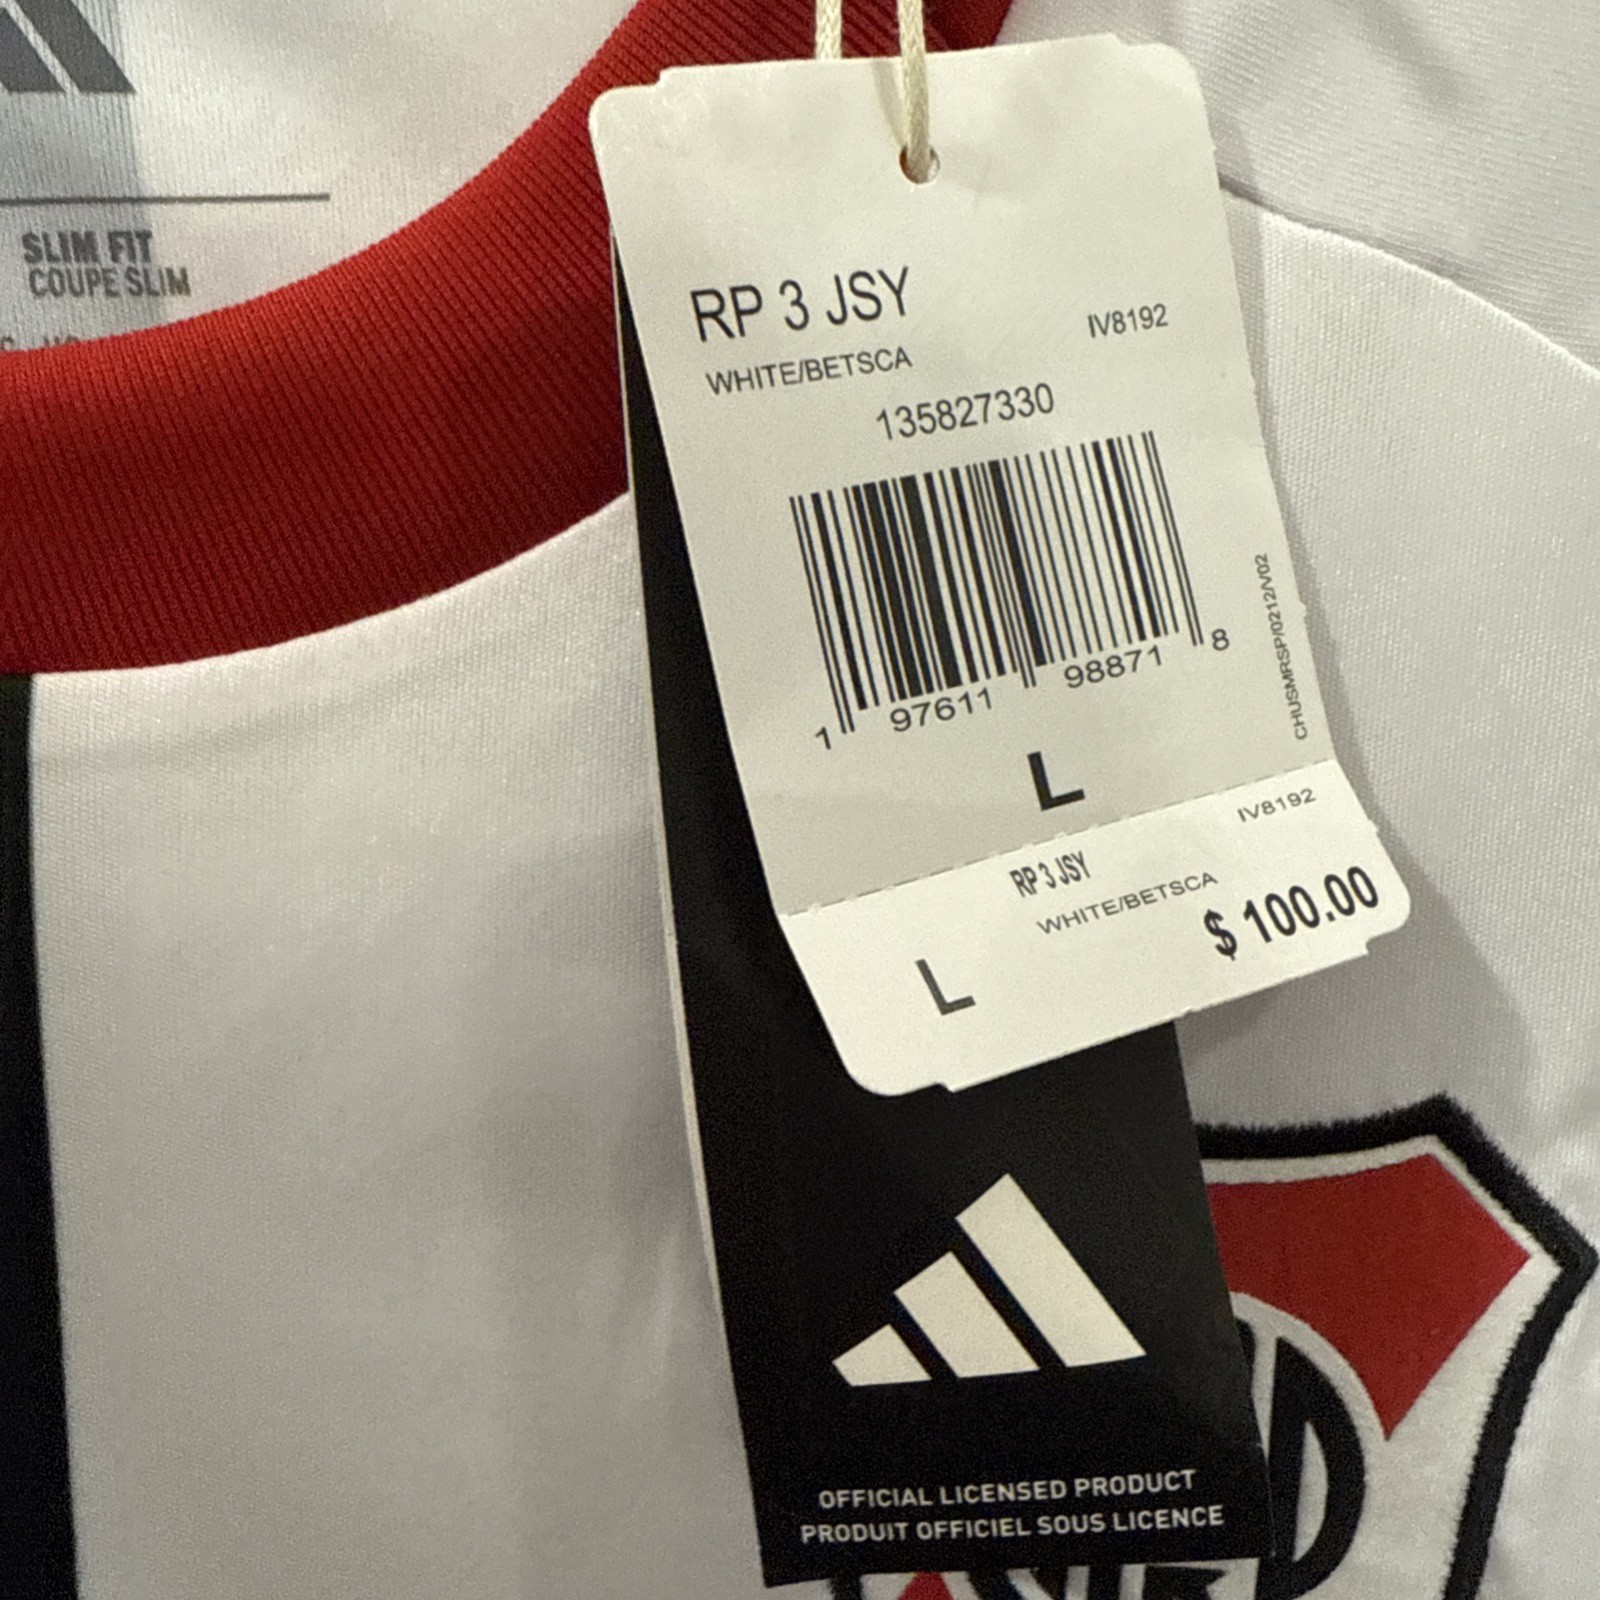 SLIM FIT
COUPE SLIM
RP 3 JSY
IV8192
WHITE/BETSCA
135827330
1 97611 98871 8
CHUSMRSP/0212/V02
L
IV8192
RP 3 JSY
WHITE/BETSCA
$ 100.00
L
OFFICIAL LICENSED PRODUCT
PRODUIT OFFICIEL SOUS LICENCE